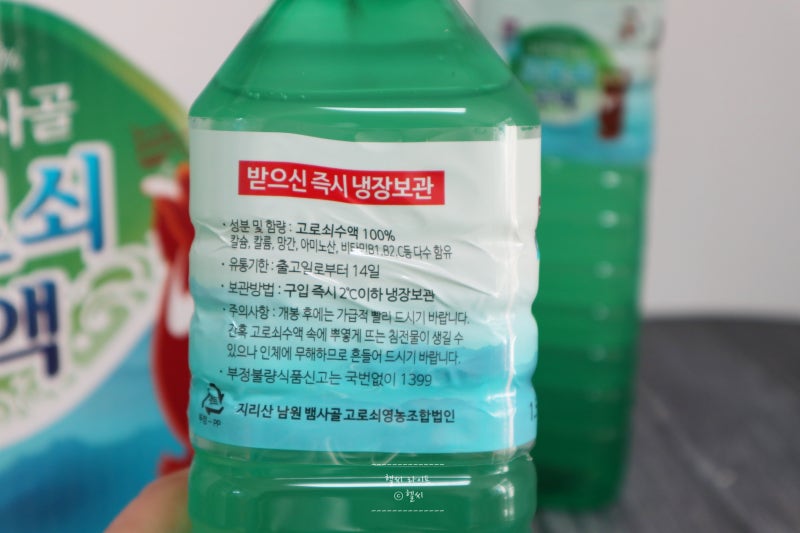 받으신 즉시 냉장보관
· 성분 및 함량 : 고로쇠수액 100%
칼슘, 칼륨, 망간, 아미노산, 비타민B1,B2,C등 다수 함유
· 유통기한 : 출고일로부터 14일
· 보관방법 : 구입 즉시 2℃이하 냉장보관
· 주의사항 : 개봉 후에는 가급적 빨리 드시기 바랍니다.
간혹 고로쇠수액 속에 뿌옇게 뜨는 침전물이 생길 수
있으나 인체에 무해하므로 흔들어 드시기 바랍니다.
· 부정불량식품신고는 국번없이 1399
지리산 남원 뱀사골고로쇠영농조합법인
사골
쇠
액
ⓒ헬씨